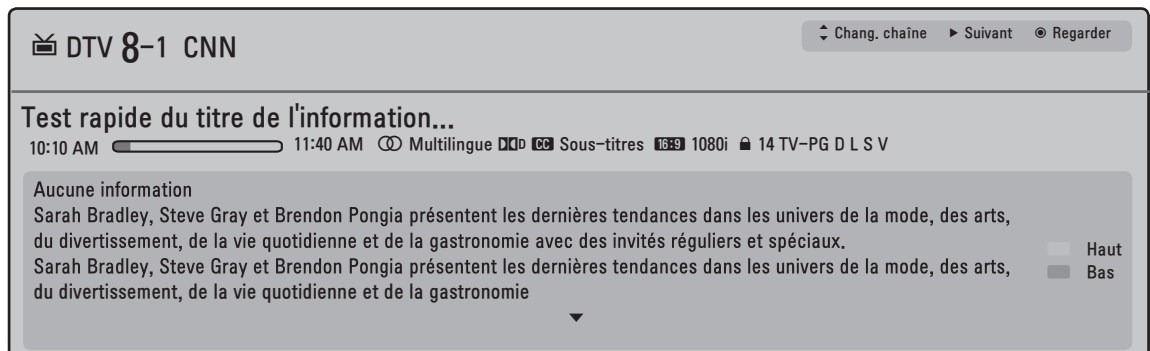 DTV 8-1 CNN
Chang. chaîne Suivant Regarder
Test rapide du titre de l'information...
10:10 AM 11:40 AM Multilingue DD CC Sous-titres 16:9 1080i 14 TV-PG D L S V
Aucune information
Sarah Bradley, Steve Gray et Brendon Pongia présentent les dernières tendances dans les univers de la mode, des arts,
du divertissement, de la vie quotidienne et de la gastronomie avec des invités réguliers et spéciaux.
Sarah Bradley, Steve Gray et Brendon Pongia présentent les dernières tendances dans les univers de la mode, des arts,
du divertissement, de la vie quotidienne et de la gastronomie
Haut
Bas